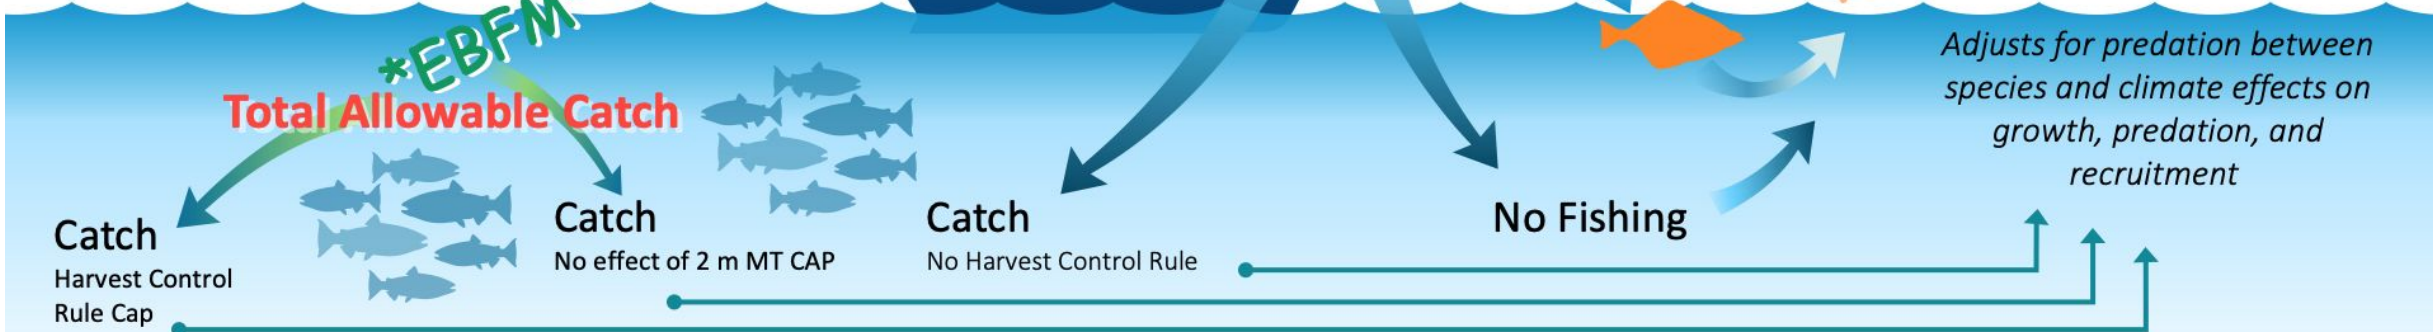 *EBFM
Total Allowable Catch
Catch
Harvest Control
Rule Cap
Catch
No effect of 2 m MT CAP
Catch
No Harvest Control Rule
No Fishing
Adjusts for predation between
species and climate effects on
growth, predation, and
recruitment